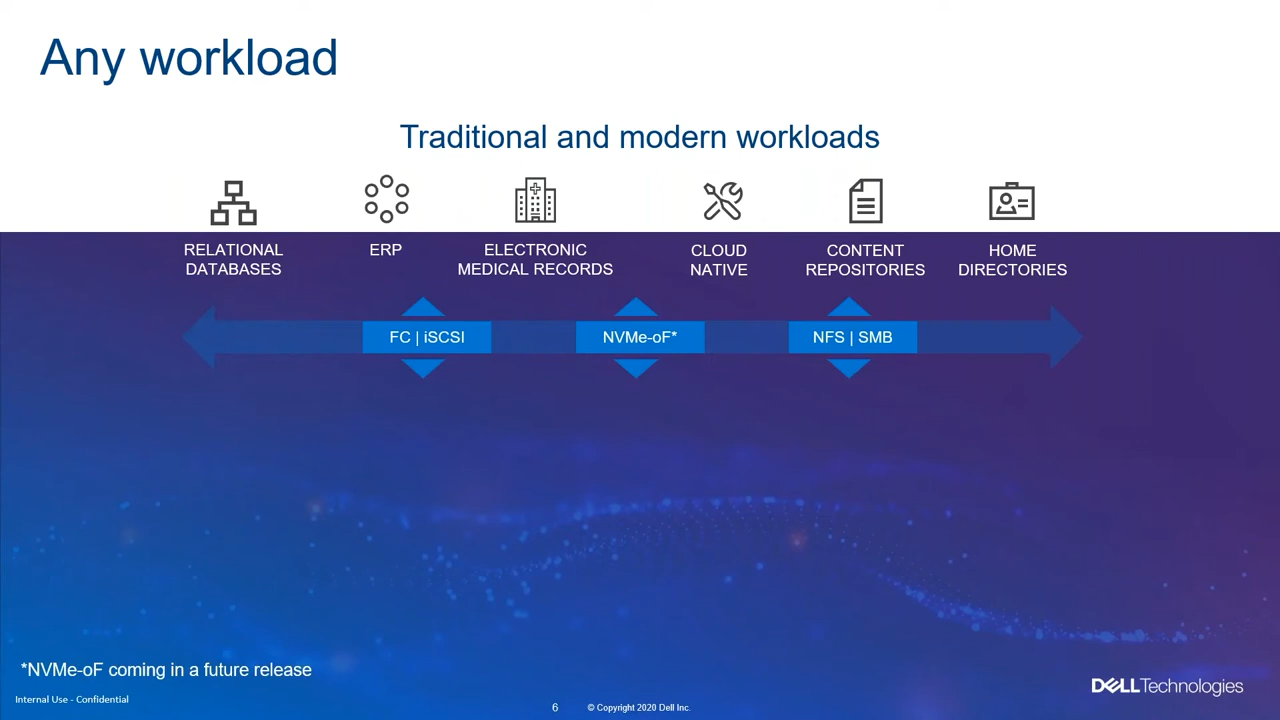 Any workload
Traditional and modern workloads
RELATIONAL
DATABASES
ERP
ELECTRONIC
MEDICAL RECORDS
CLOUD
NATIVE
CONTENT
REPOSITORIES
HOME
DIRECTORIES
FC | iSCSI
NVMe-oF*
NFS | SMB
*NVMe-oF coming in a future release
Internal Use - Confidential
6
© Copyright 2020 Dell Inc.
DELLTechnologies